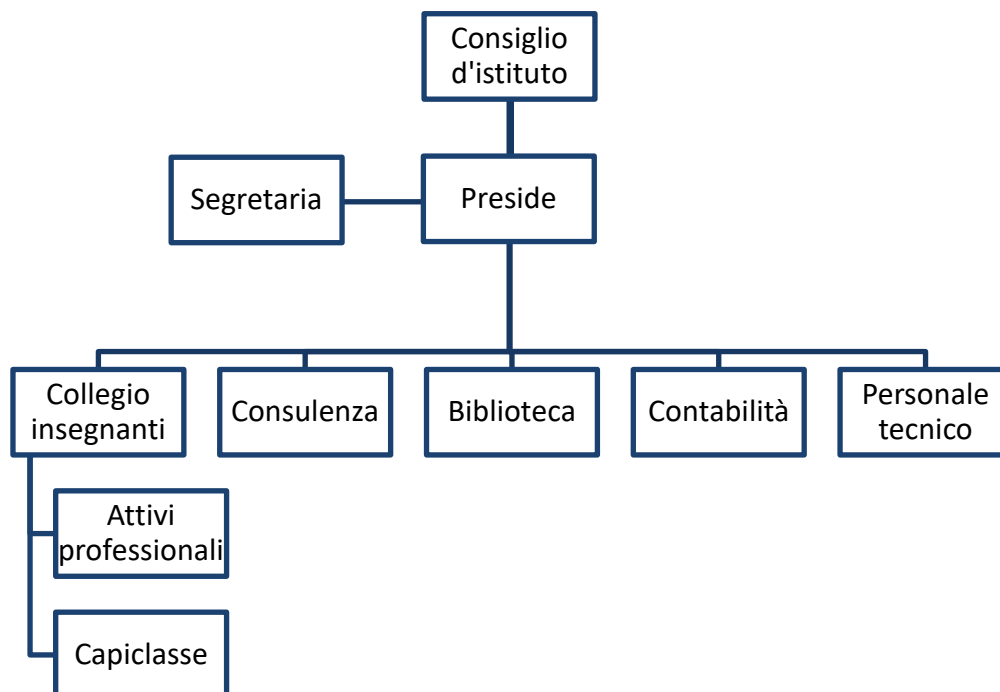 Consiglio
d'istituto
Segretaria
Preside
Collegio
insegnanti
Consulenza
Biblioteca
Contabilità
Personale
tecnico
Attivi
professionali
Capiclasse